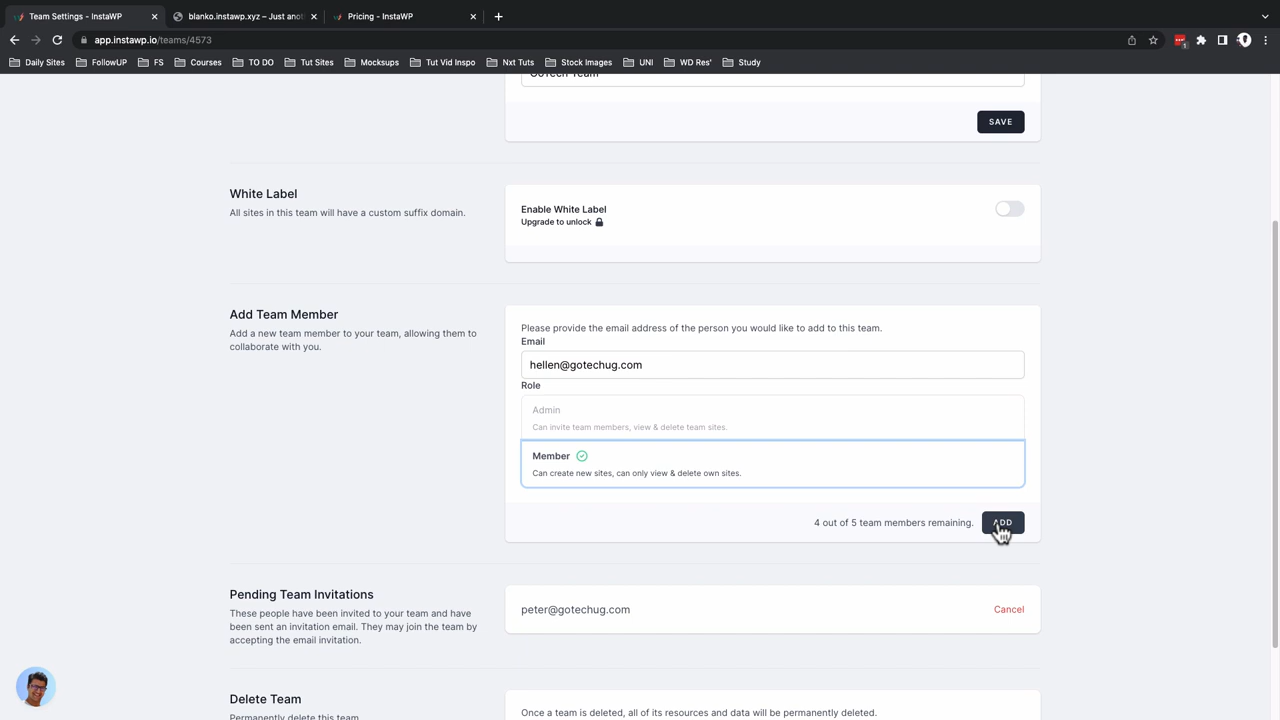 Team Settings - InstaWP
blanko.instawp.xyz – Just anot
Pricing - InstaWP
app.instawp.io/teams/4573
Daily Sites
FollowUP
FS
Courses
TO DO
Tut Sites
Mocksups
Tut Vid Inspo
Nxt Tuts
Stock Images
UNI
WD Res'
Study
GoTech Team
SAVE
White Label
All sites in this team will have a custom suffix domain.
Enable White Label
Upgrade to unlock
Add Team Member
Add a new team member to your team, allowing them to
collaborate with you.
Please provide the email address of the person you would like to add to this team.
Email
hellen@gotechug.com
Role
Admin
Can invite team members, view & delete team sites.
Member
Can create new sites, can only view & delete own sites.
4 out of 5 team members remaining.
ADD
Pending Team Invitations
These people have been invited to your team and have
been sent an invitation email. They may join the team by
accepting the email invitation.
peter@gotechug.com
Cancel
Delete Team
Permanently delete this team.
Once a team is deleted, all of its resources and data will be permanently deleted.